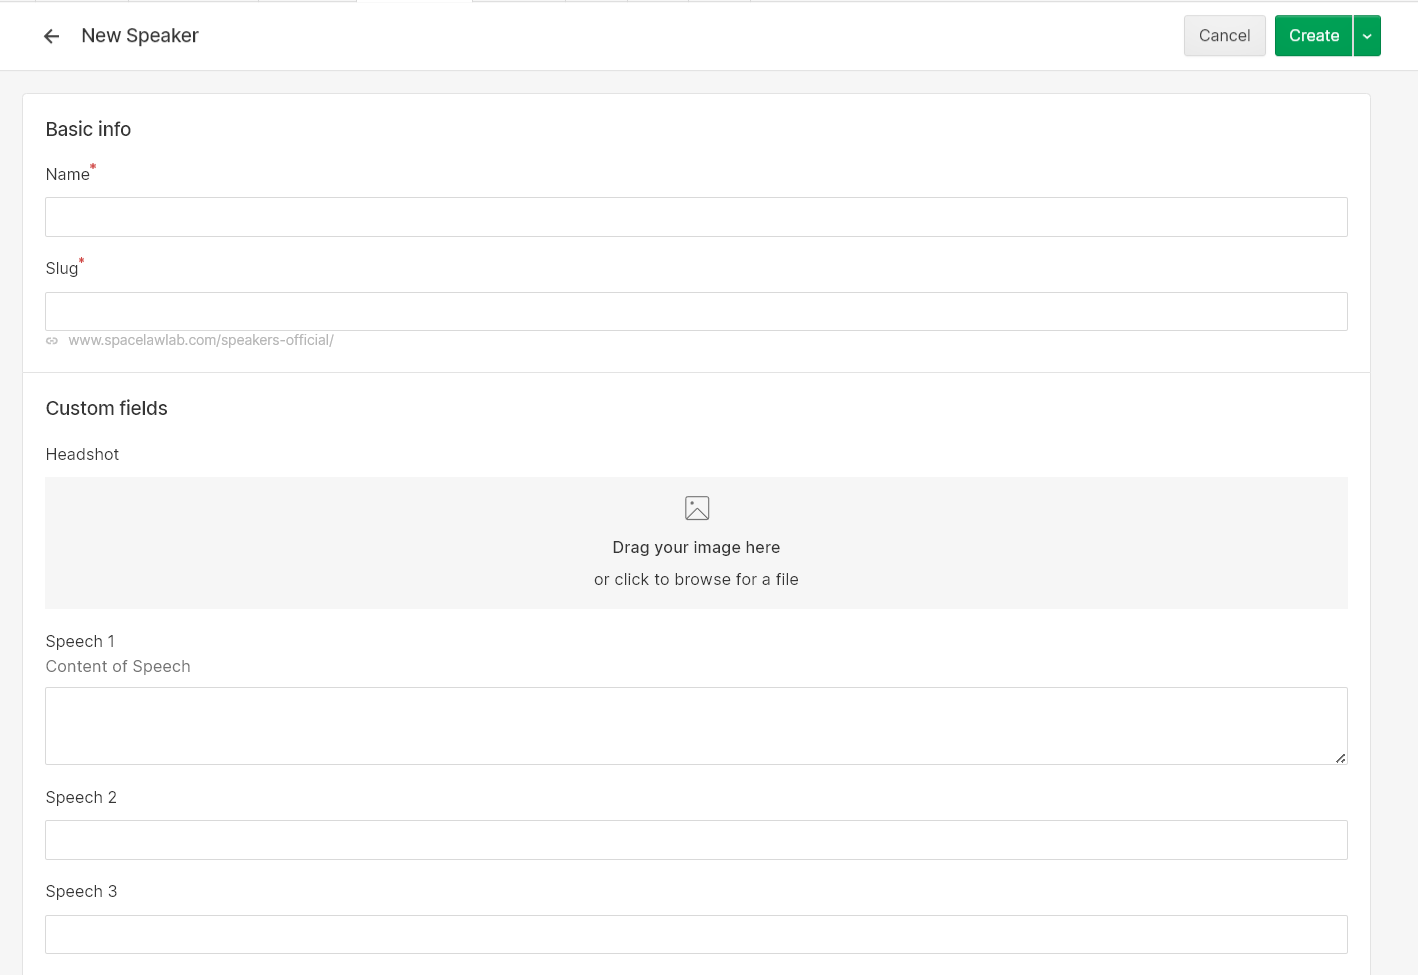 New Speaker
Cancel
Create
Basic info
Name*
Slug*
www.spacelawlab.com/speakers-official/
Custom fields
Headshot
Drag your image here
or click to browse for a file
Speech 1
Content of Speech
Speech 2
Speech 3